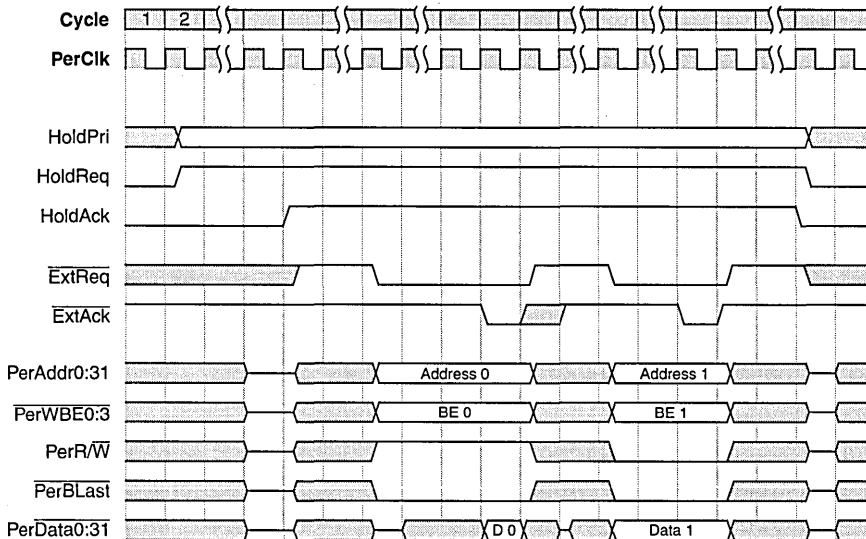 Cycle 1 2
PerClk
HoldPri
HoldReq
HoldAck
ExtReq
ExtAck
PerAddr0:31 Address 0 Address 1
PerWBE0:3 BE 0 BE 1
PerR/W
PerBLast
PerData0:31 D 0 Data 1